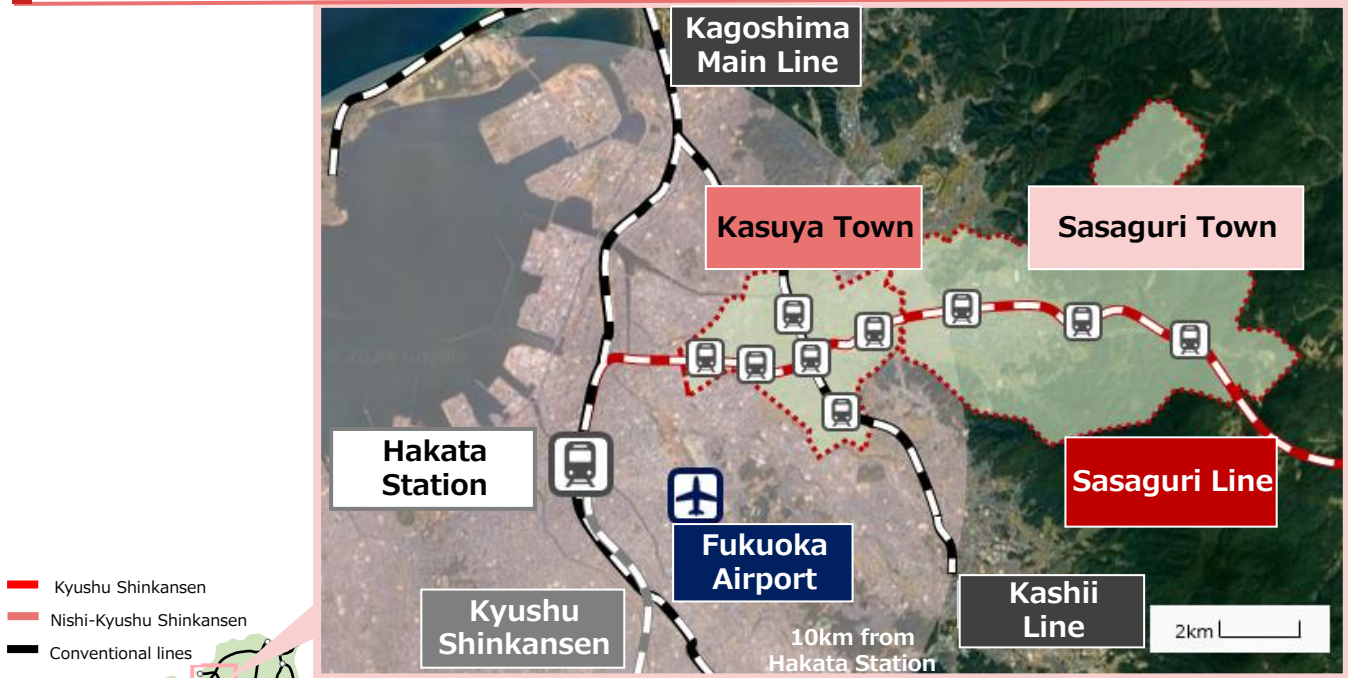 Kagoshima
Main Line
Kasuya Town
Sasaguri Town
Hakata
Station
Sasaguri Line
Fukuoka
Airport
Kyushu
Shinkansen
Kashii
Line
10km from
Hakata Station
2km
Kyushu Shinkansen
Nishi-Kyushu Shinkansen
Conventional lines